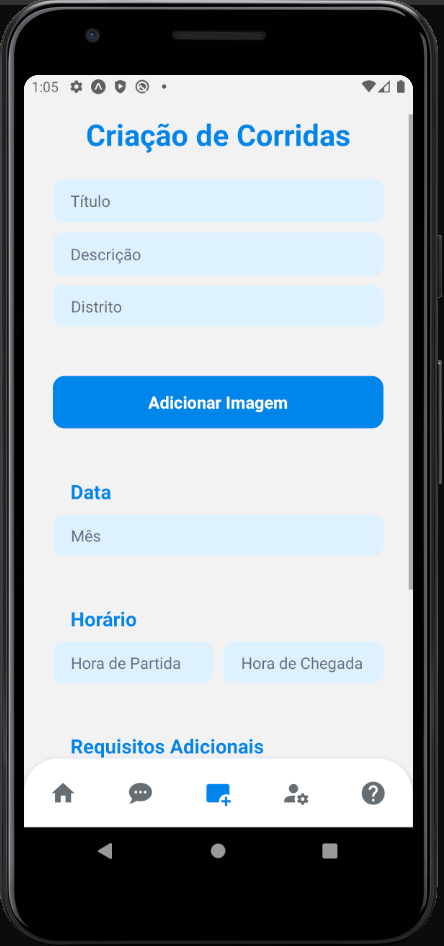 1:05
Criação de Corridas
Título
Descrição
Distrito
Adicionar Imagem
Data
Mês
Horário
Hora de Partida Hora de Chegada
Requisitos Adicionais